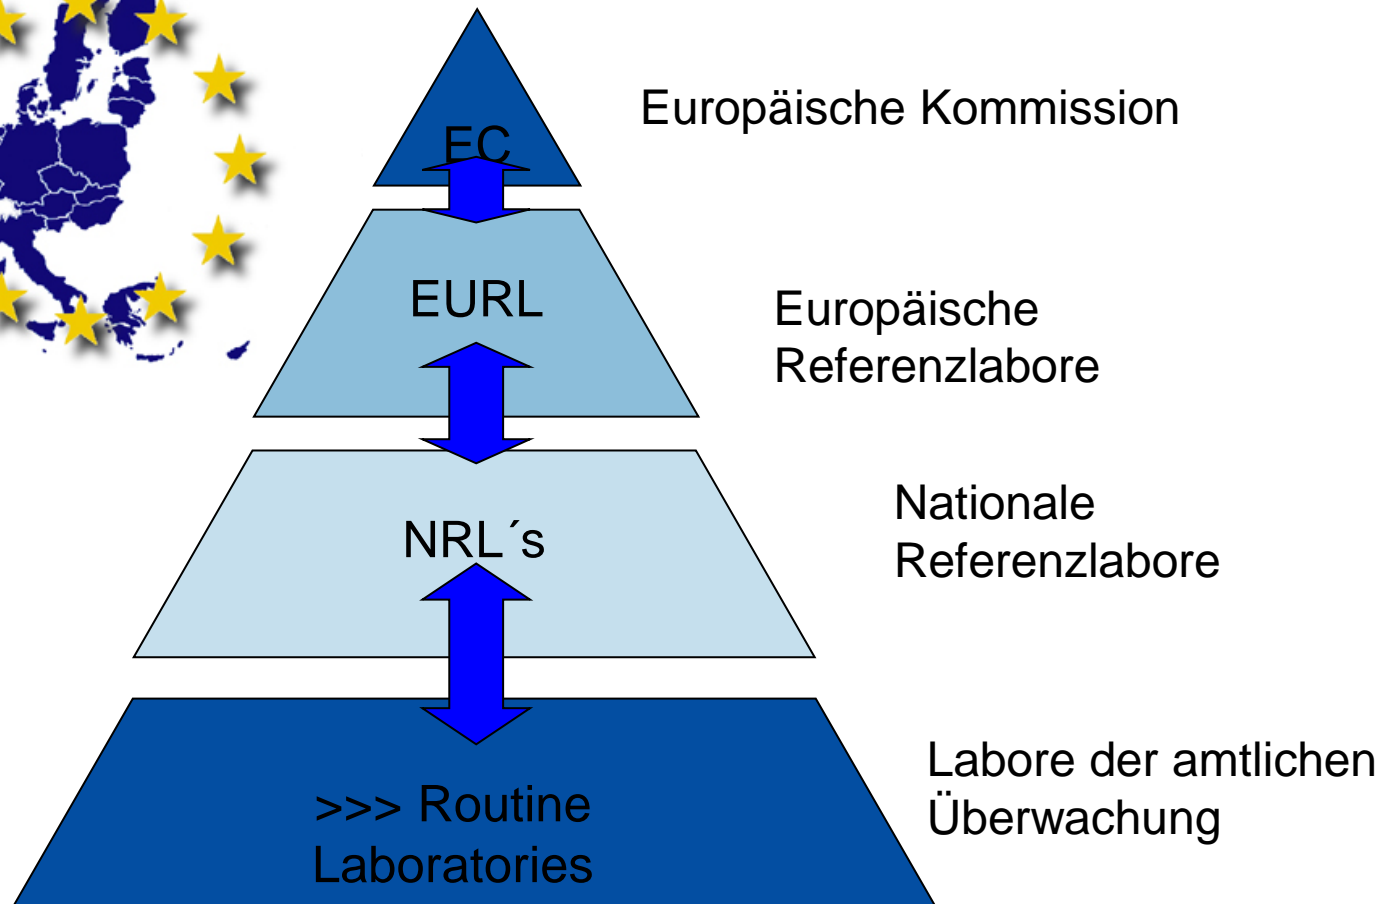 EC
Europäische Kommission
EURL
Europäische
Referenzlabore
NRL´s
Nationale
Referenzlabore
>>> Routine
Laboratories
Labore der amtlichen
Überwachung